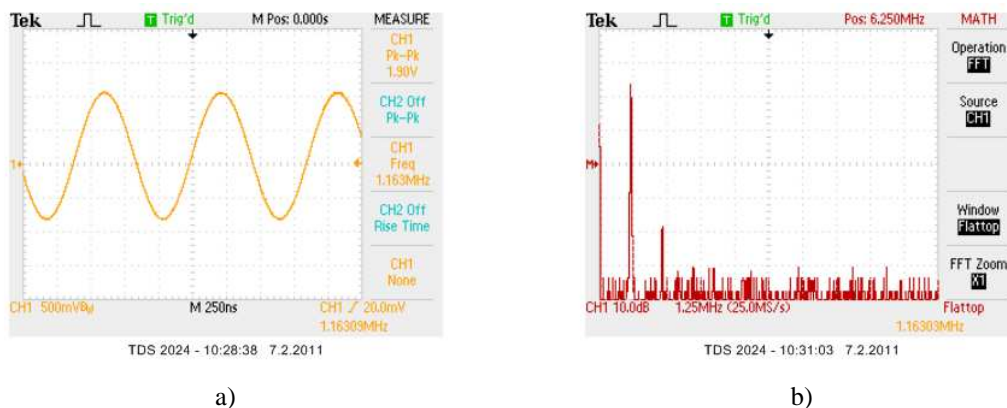 Tek Trig'd M Pos: 0.000s MEASURE
CH1
Pk-Pk
1.90V
CH2 Off
Pk-Pk
1
CH1
Freq
1.163MHz
CH2 Off
Rise Time
CH1
None
CH1 500mV M 250ns CH1 / 20.0mV
1.16309MHz
TDS 2024 - 10:28:38 7.2.2011
a)
Tek Trig'd Pos: 6.250MHz MATH
Operation
FFT
Source
CH1
M
Window
Flattop
FFT Zoom
X1
CH1 10.0dB 1.25MHz (25.0MS/s) Flattop
1.16303MHz
TDS 2024 - 10:31:03 7.2.2011
b)